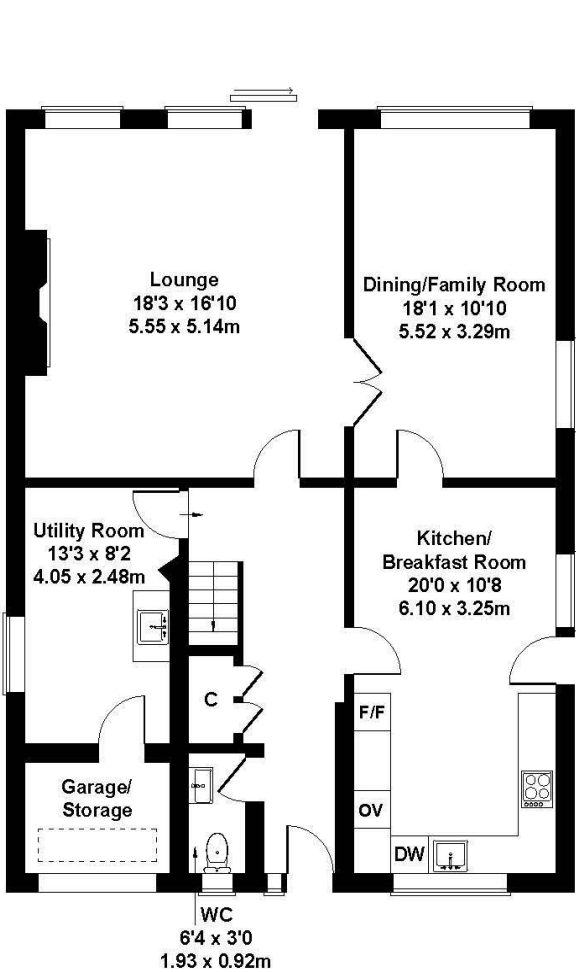 Lounge
18'3 x 16'10
5.55 x 5.14m
Dining/Family Room
18'1 x 10'10
5.52 x 3.29m
Utility Room
13'3 x 8'2
4.05 x 2.48m
Kitchen/
Breakfast Room
20'0 x 10'8
6.10 x 3.25m
C
F/F
Garage/
Storage
OV
DW
WC
6'4 x 3'0
1.93 x 0.92m